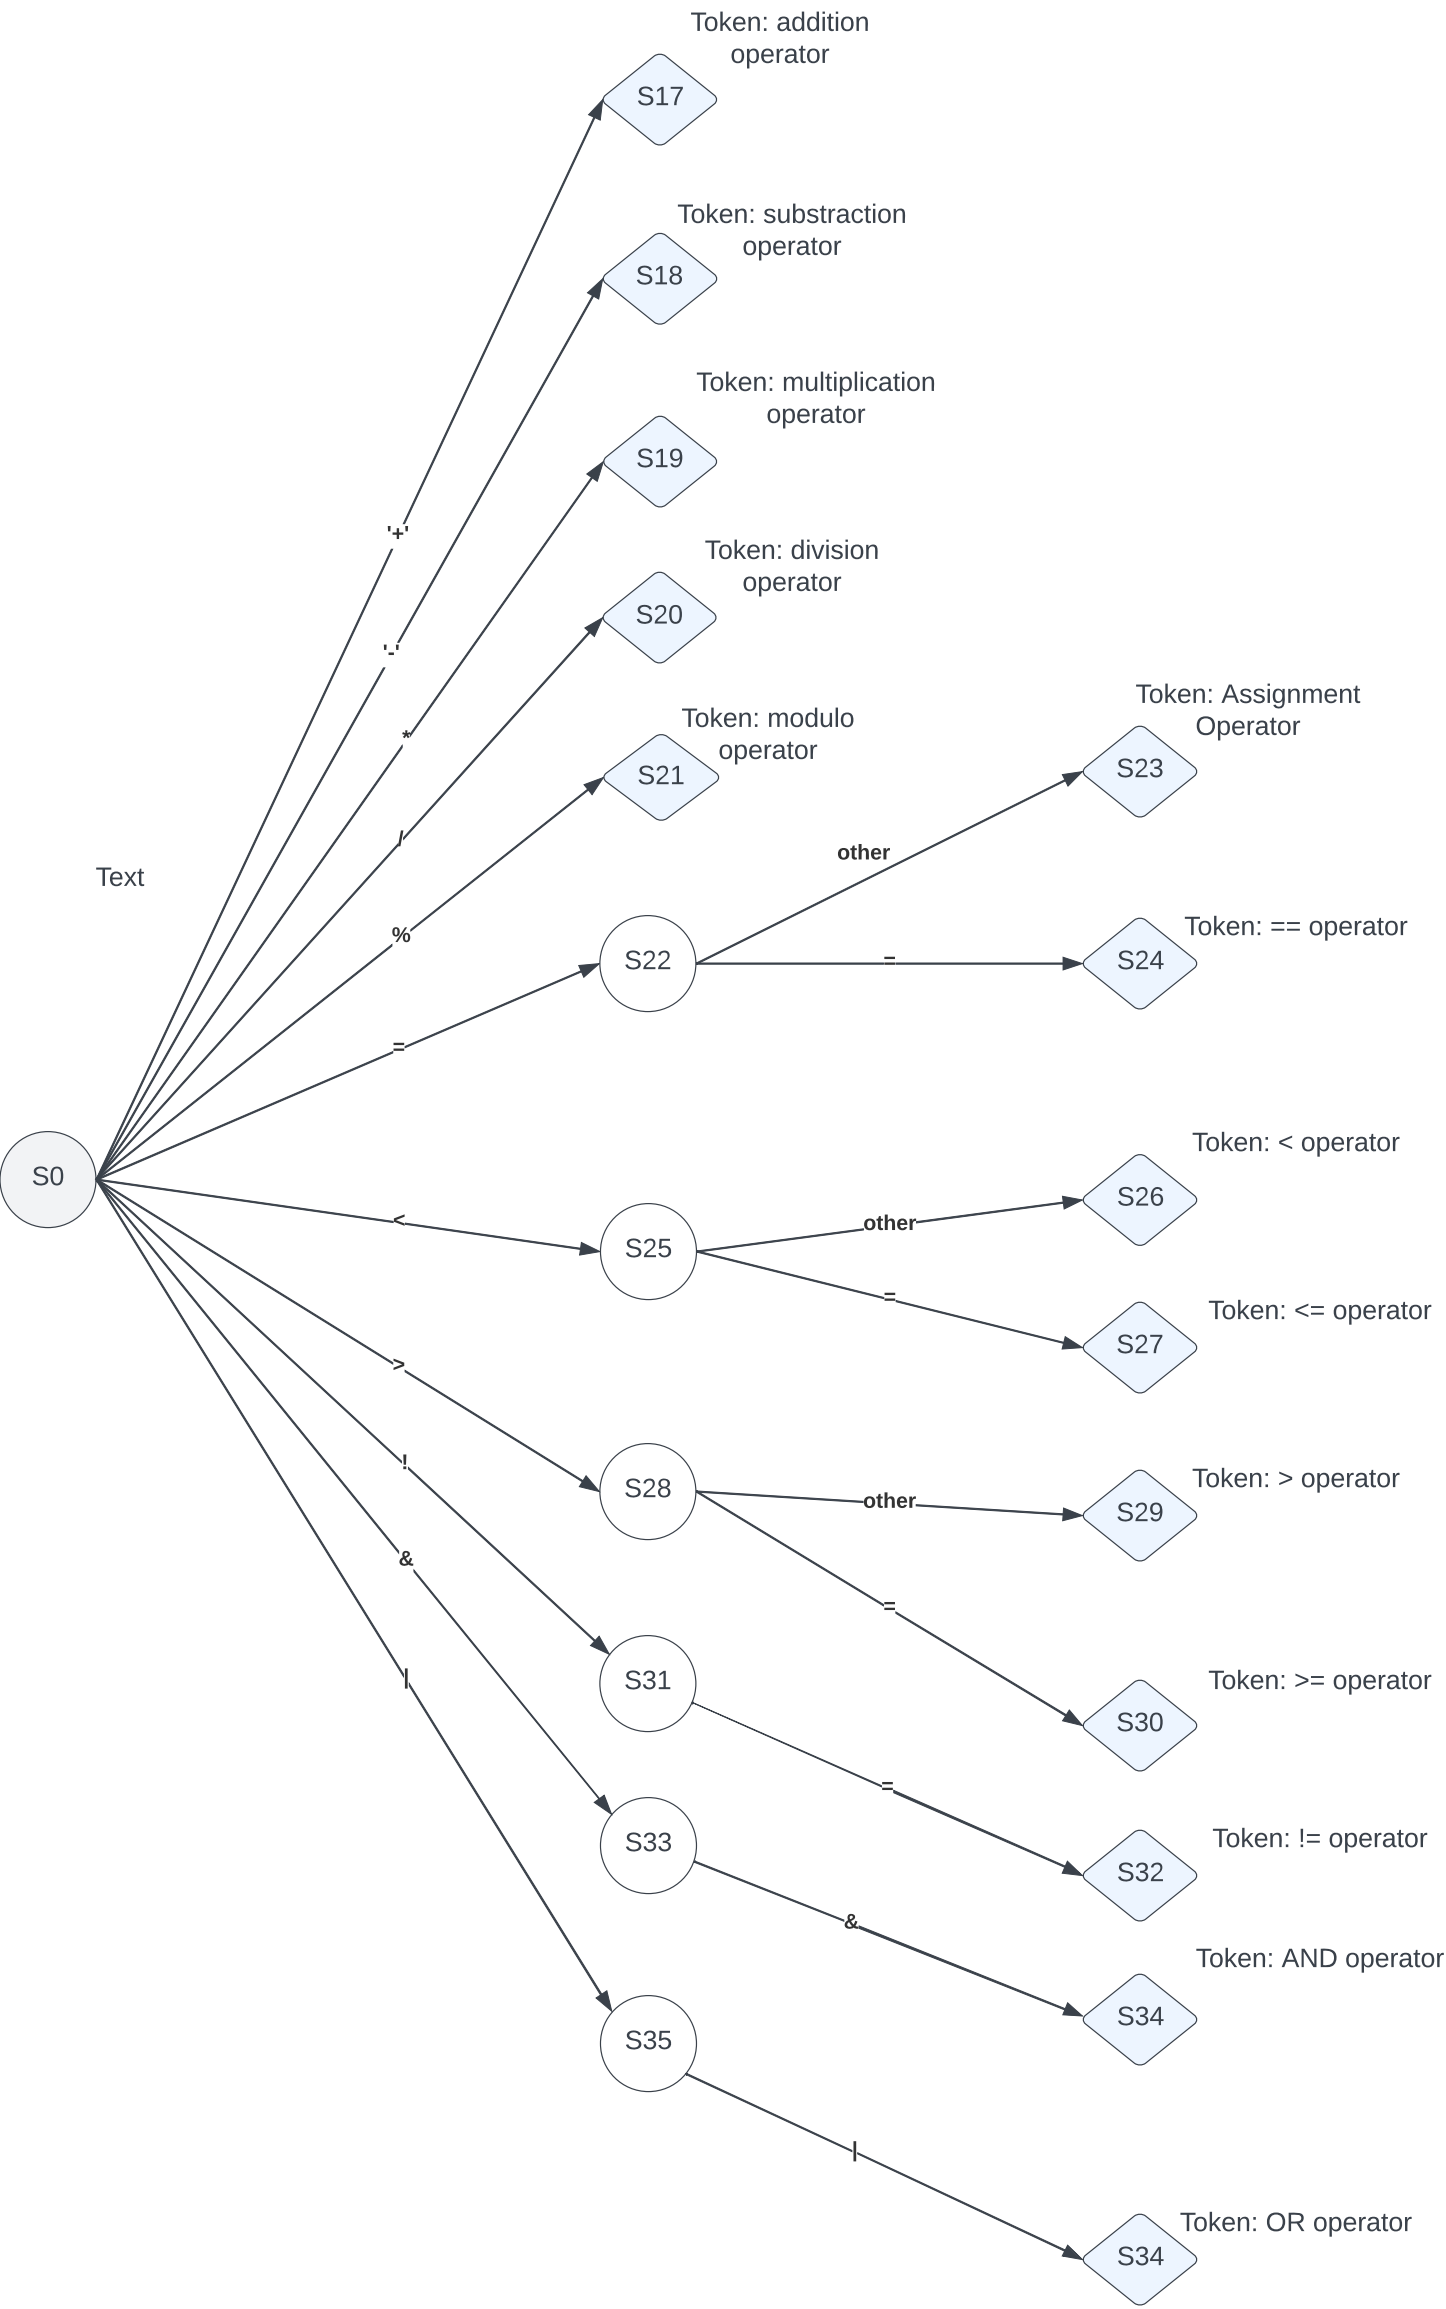 Token: addition
operator
S17
Token: substraction
operator
S18
Token: multiplication
operator
S19
'+'
Token: division
operator
S20
'-'
Token: Assignment
Operator
Token: modulo
operator
S21
S23
*
/
other
Text
%
S22
=
Token: == operator
S24
=
S0
Token: < operator
S26
<
S25
other
=
Token: <= operator
S27
>
!
S28
other
Token: > operator
S29
&
=
|
S31
Token: >= operator
S30
=
S33
Token: != operator
S32
&
Token: AND operator
S34
S35
|
Token: OR operator
S34